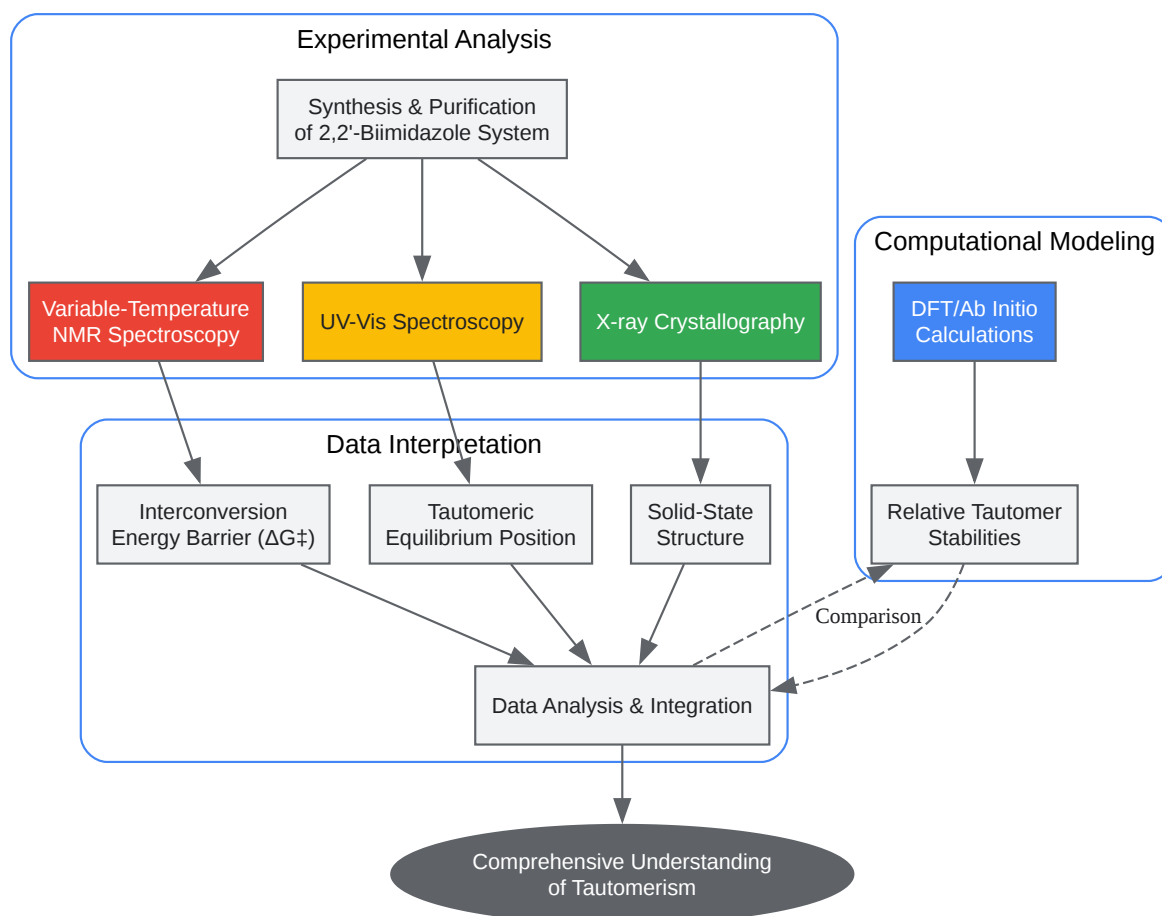 Experimental Analysis
Synthesis & Purification
of 2,2'-Biimidazole System
Computational Modeling
Variable-Temperature
NMR Spectroscopy
UV-Vis Spectroscopy
X-ray Crystallography
DFT/Ab Initio
Calculations
Data Interpretation
Interconversion
Energy Barrier (ΔG‡)
Tautomeric
Equilibrium Position
Solid-State
Structure
Relative Tautomer
Stabilities
Comparison
Data Analysis & Integration
Comprehensive Understanding
of Tautomerism